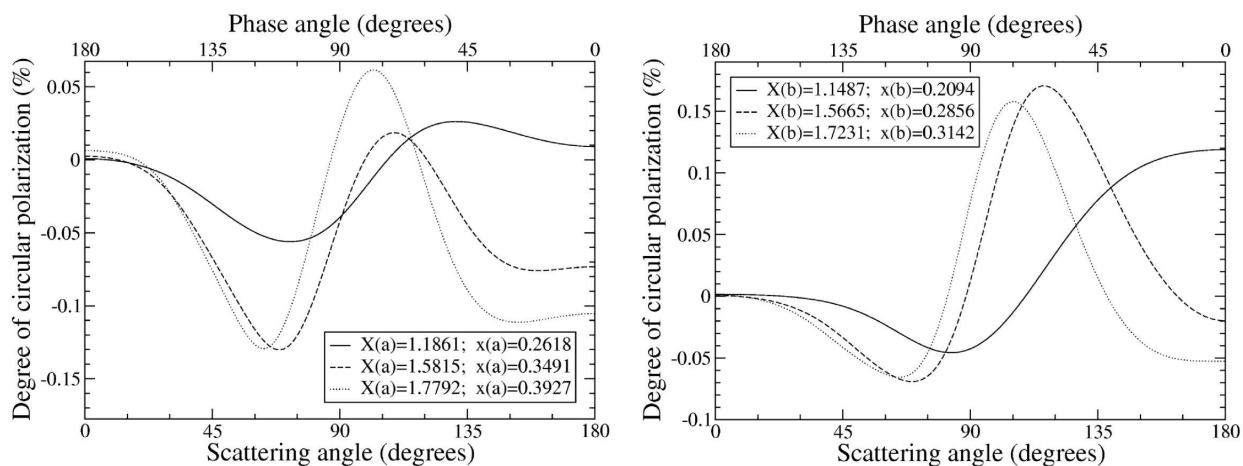 Phase angle (degrees)
180 135 90 45 0
Degree of circular polarization (%)
0.05
0
-0.05
-0.1
-0.15
X(a)=1.1861; x(a)=0.2618
X(a)=1.5815; x(a)=0.3491
X(a)=1.7792; x(a)=0.3927
0 45 90 135 180
Scattering angle (degrees)
Phase angle (degrees)
180 135 90 45 0
Degree of circular polarization (%)
X(b)=1.1487; x(b)=0.2094
X(b)=1.5665; x(b)=0.2856
X(b)=1.7231; x(b)=0.3142
0.15
0.1
0.05
0
-0.05
-0.1
0 45 90 135 180
Scattering angle (degrees)